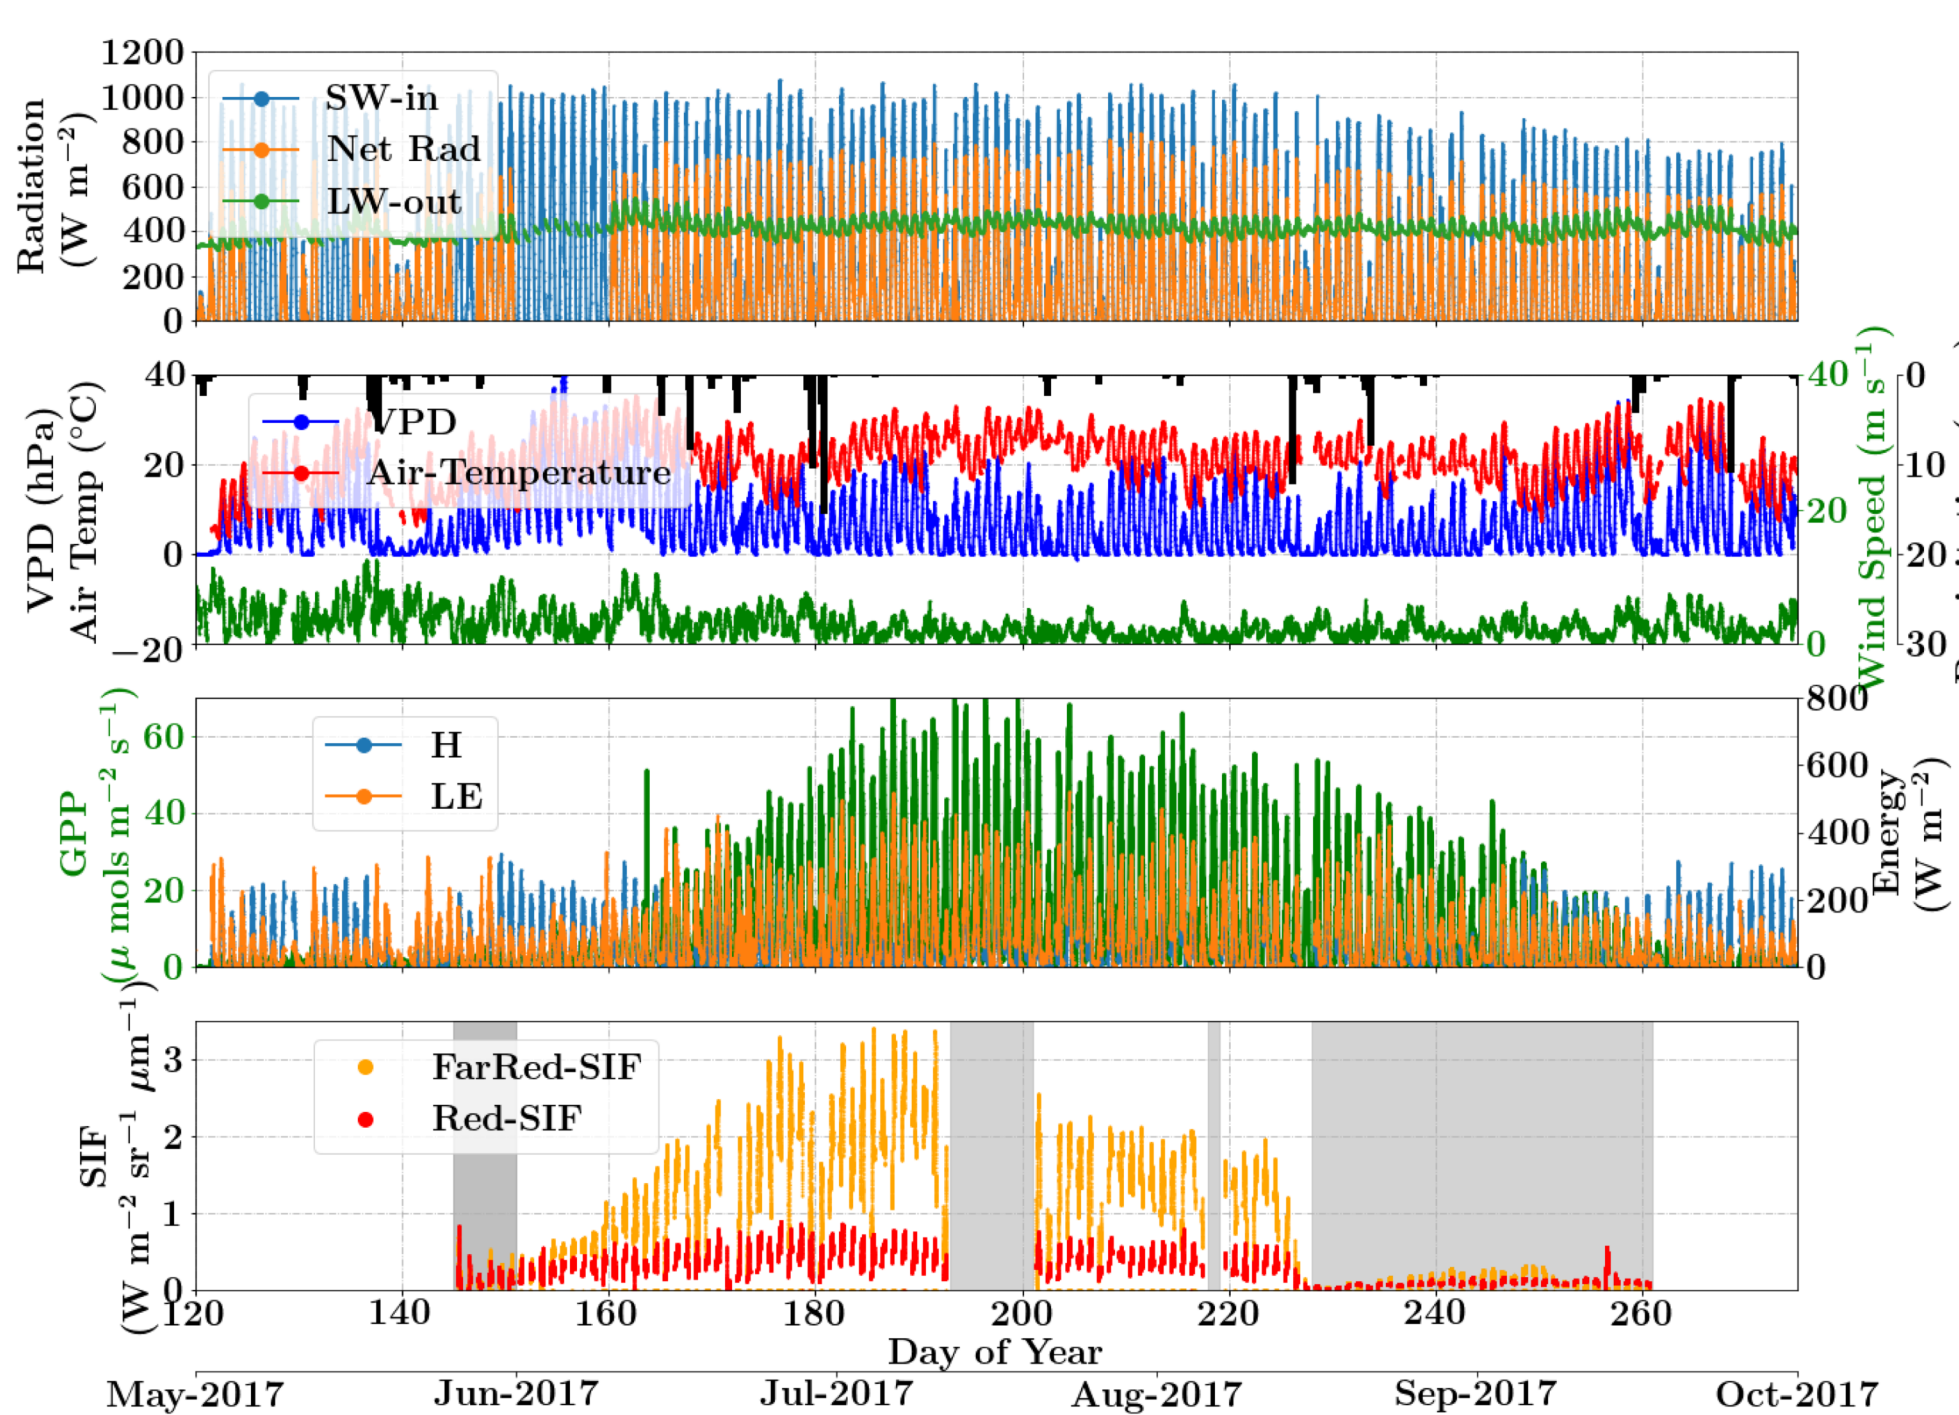 1200
1000
800
600
400
200
0
Radiation
(W m−2)
SW-in
Net Rad
LW-out
40
20
0
−20
VPD (hPa)
Air Temp (°C)
VPD
Air-Temperature
40
20
0
Wind Speed (m s−1)
0
10
20
30
60
40
20
0
GPP
(μ mols m−2 s−1)
H
LE
800
600
400
200
0
Energy
(W m−2)
3
2
1
0
SIF
(W m−2 sr−1 μm−1)
FarRed-SIF
Red-SIF
120 140 160 180 200 220 240 260
Day of Year
May-2017 Jun-2017 Jul-2017 Aug-2017 Sep-2017 Oct-2017